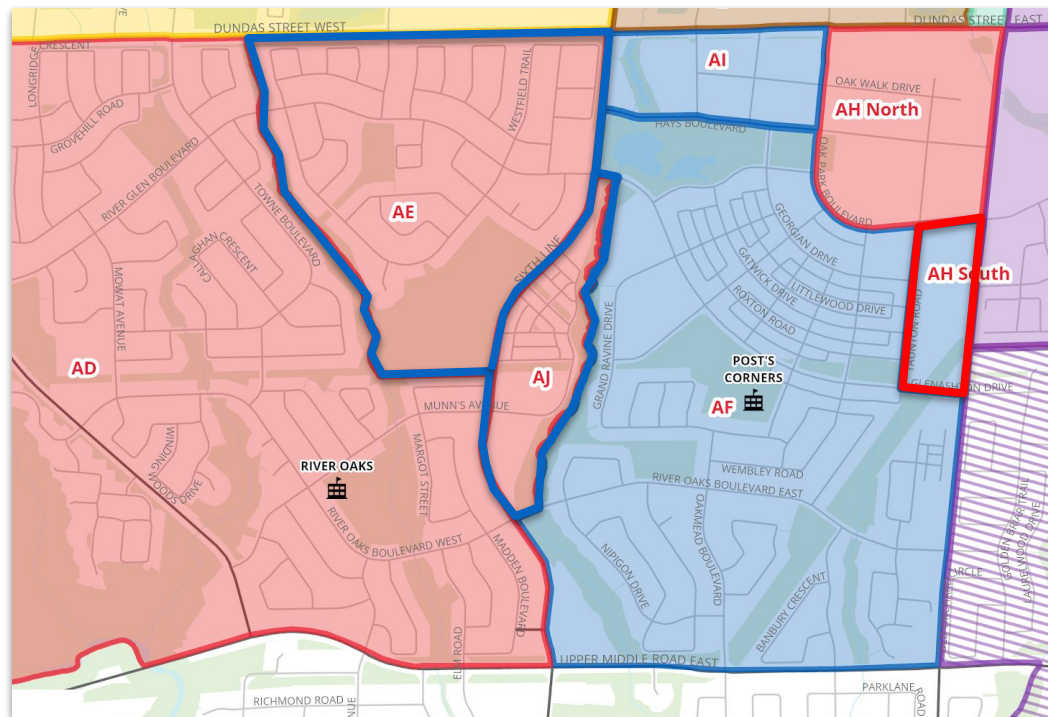 DUNDAS STREET WEST
DUNDAS STREET EAST
LONGRIDGE
CRESCENT
GROVEHILL ROAD
WESTFIELD TRAIL
AI
OAK WALK DRIVE
AH North
HAYS BOULEVARD
RIVER GLEN BOULEVARD
OAK PARK BOULEVARD
TOWNE BOULEVARD
AE
CALLAGHAN
CRESCENT
SIXTH LINE
GEORGIAN DRIVE
GATWICK DRIVE
LITTLEWOOD DRIVE
ROXTON ROAD
AH South
TAUNTON ROAD
MOWAT AVENUE
GRAND RAVINE DRIVE
AD
AJ
POST'S
CORNERS
AF
GLENASHTON DRIVE
MUNN'S AVENUE
MARGOT STREET
WINDING
WOODS DRIVE
RIVER OAKS
WEMBLEY ROAD
RIVER OAKS BOULEVARD EAST
OAKMEAD BOULEVARD
RIVER OAKS BOULEVARD WEST
MADDEN BOULEVARD
NIPIGON DRIVE
BANBURY CRESCENT
GOLDEN BRIAR TRAIL
LAURELWOOD DRIVE
ELM ROAD
UPPER MIDDLE ROAD EAST
RICHMOND ROAD
PARKLANE
ROAD